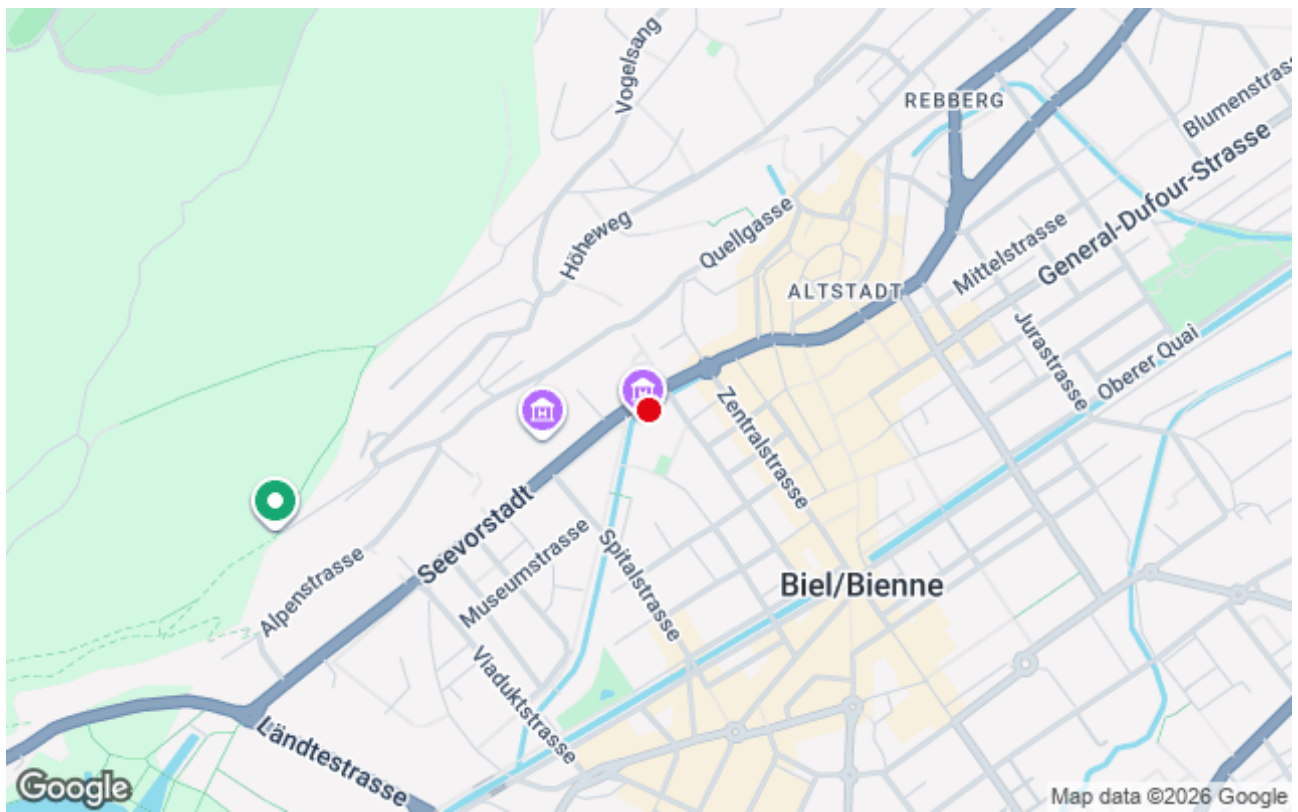 Vogelsang
REBBERG
Blumenstrasse
General-Dufour-Strasse
Höheweg
Quellgasse
Mittelstrasse
ALTSTADT
Jurastrasse
Oberer Quai
Zentralstrasse
Seevorstadt
Museumstrasse
Spitalstrasse
Alpenstrasse
Biel/Bienne
Viaduktstrasse
Ländtestrasse
Google
Map data ©2026 Google